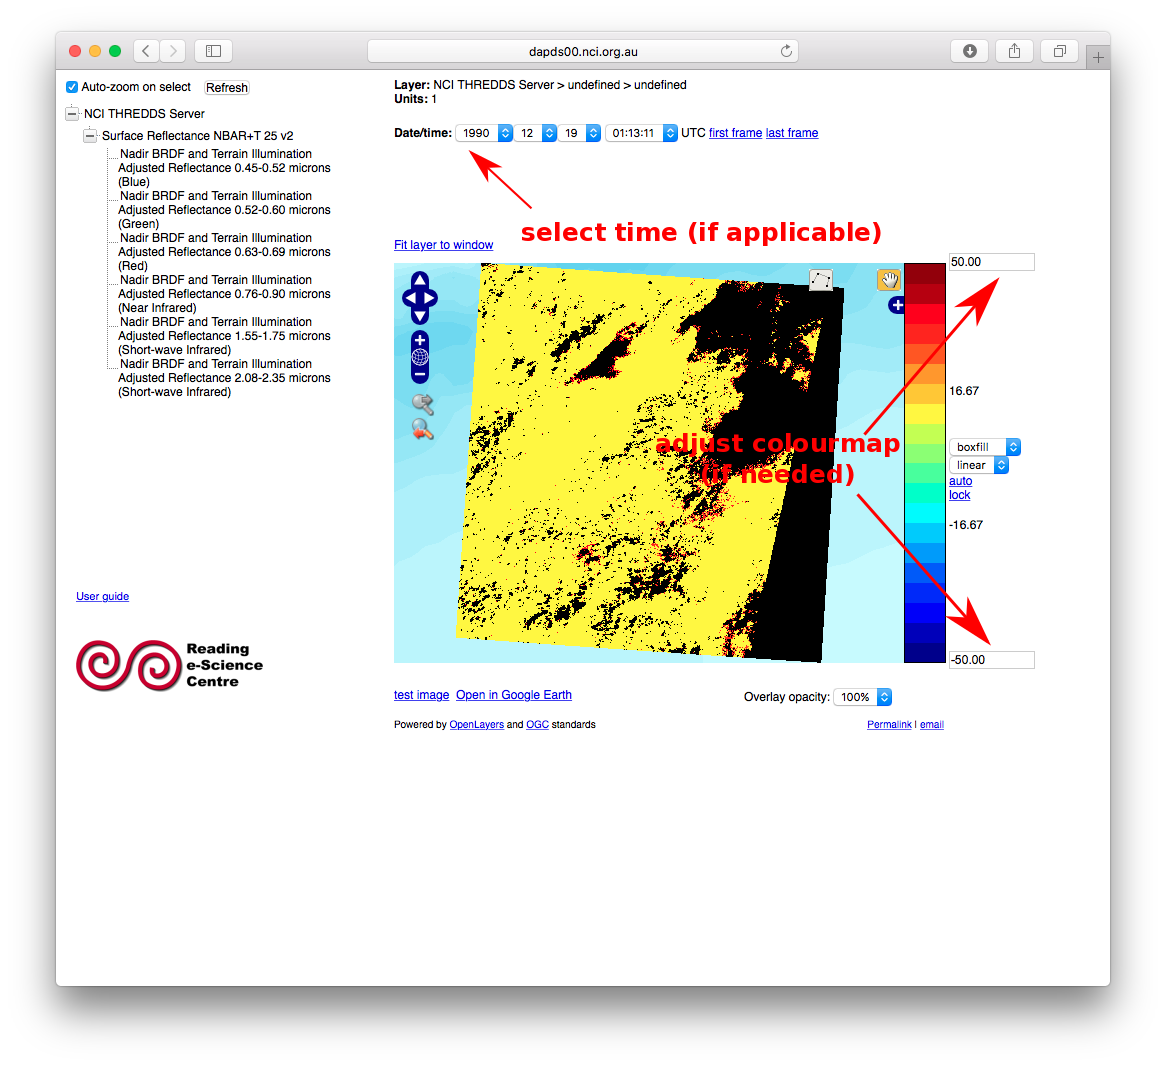 dapds00.nci.org.au
Auto-zoom on select Refresh
NCI THREDDS Server
Surface Reflectance NBAR+T 25 v2
Nadir BRDF and Terrain Illumination
Adjusted Reflectance 0.45-0.52 microns
(Blue)
Nadir BRDF and Terrain Illumination
Adjusted Reflectance 0.52-0.60 microns
(Green)
Nadir BRDF and Terrain Illumination
Adjusted Reflectance 0.63-0.69 microns
(Red)
Nadir BRDF and Terrain Illumination
Adjusted Reflectance 0.76-0.90 microns
(Near Infrared)
Nadir BRDF and Terrain Illumination
Adjusted Reflectance 1.55-1.75 microns
(Short-wave Infrared)
Nadir BRDF and Terrain Illumination
Adjusted Reflectance 2.08-2.35 microns
(Short-wave Infrared)
User guide
Reading
e-Science
Centre
Layer: NCI THREDDS Server > undefined > undefined
Units: 1
Date/time: 1990 12 19 01:13:11 UTC first frame last frame
select time (if applicable)
Fit layer to window
50.00
16.67
adjust colourmap
(if needed)
boxfill
linear
auto
lock
-16.67
-50.00
test image Open in Google Earth
Overlay opacity: 100%
Powered by OpenLayers and OGC standards
Permalink | email